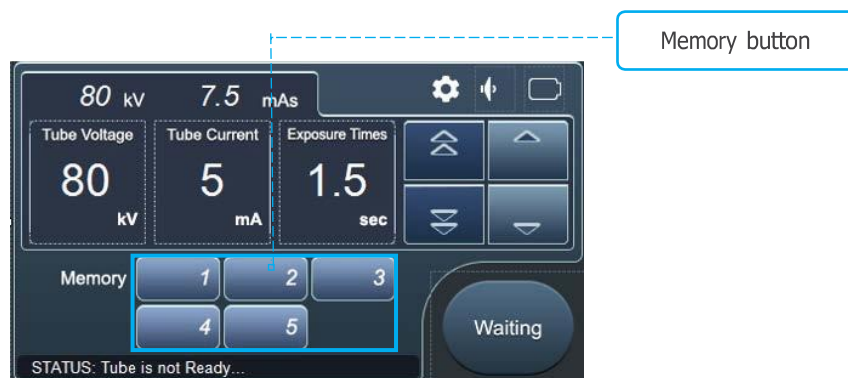 Memory button
80 kV 7.5 mAs
Tube Voltage Tube Current Exposure Times
80 5 1.5
kV mA sec
Memory 1 2 3
4 5
Waiting
STATUS: Tube is not Ready...